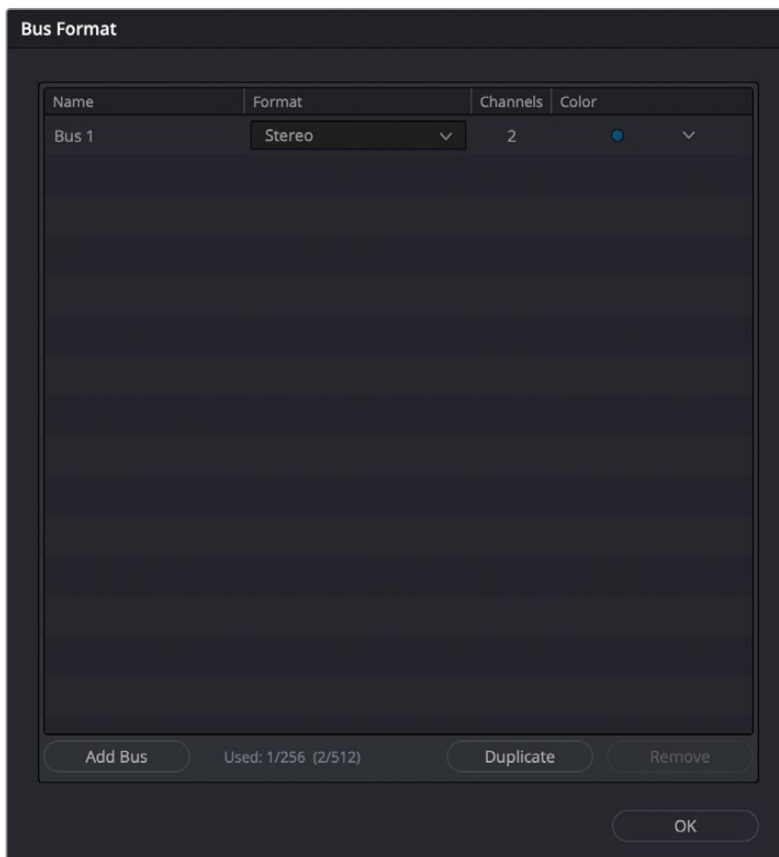 Bus Format
Name Format Channels Color
Bus 1 Stereo 2
Add Bus Used: 1/256 (2/512) Duplicate Remove
OK